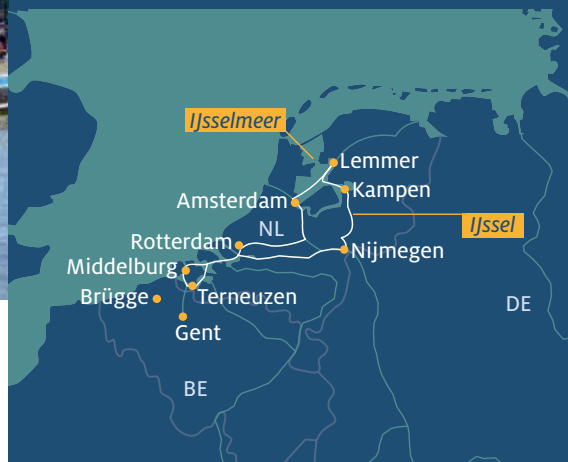 IJsselmeer
Lemmer
Kampen
Amsterdam
IJssel
NL
Rotterdam
Nijmegen
Middelburg
Brügge
Terneuzen
DE
Gent
BE